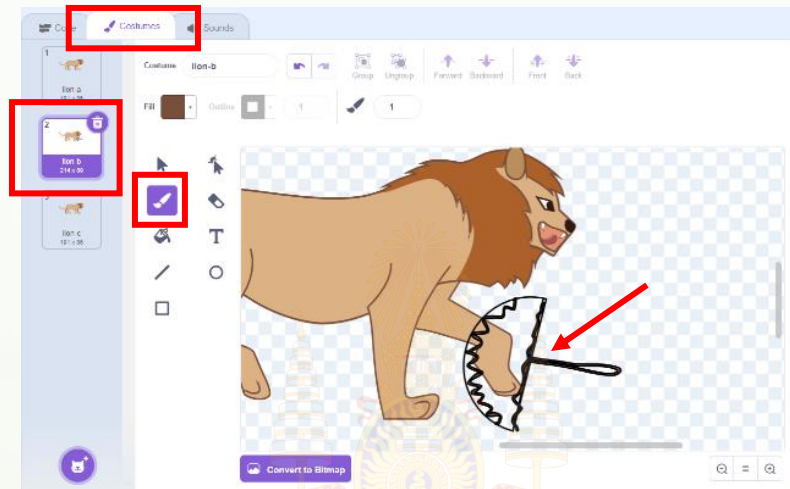 Code
Costumes
Sounds
1
lion a
Costume
lion-b
Group
Ungroup
Forward
Backward
Front
Back
Fill
Outline
1
1
2
lion b
214 x 89
lion c
T
Convert to Bitmap
=